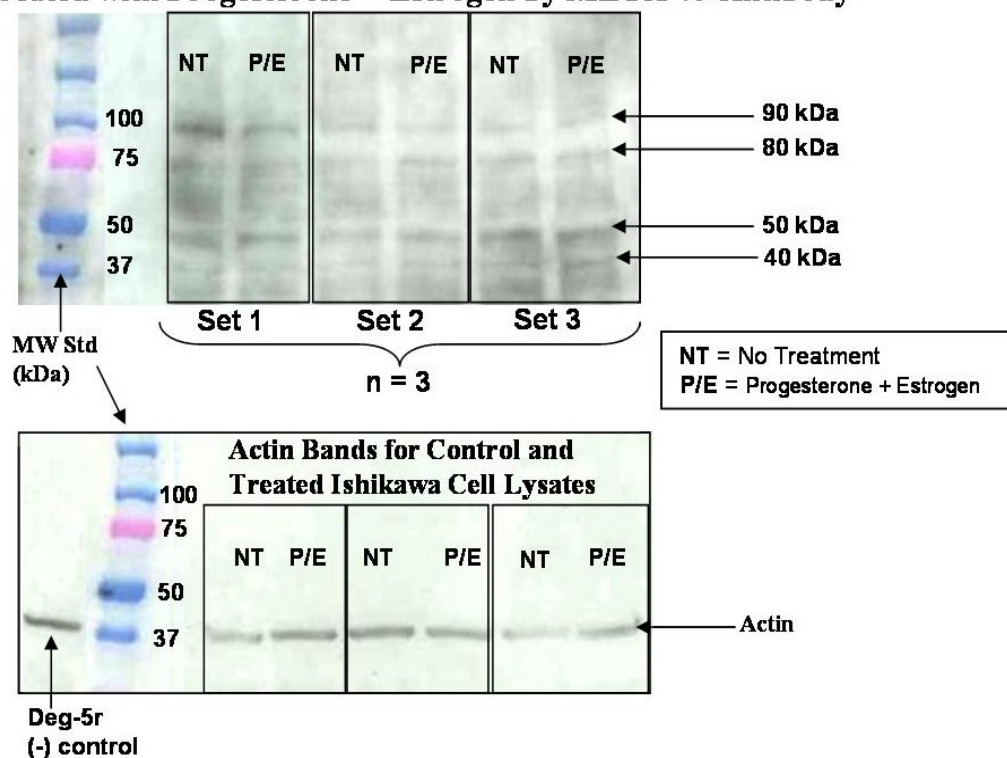 NT P/E NT P/E NT P/E
100
75
50
37
90 kDa
80 kDa
50 kDa
40 kDa
Set 1 Set 2 Set 3
n = 3
MW Std
(kDa)
NT = No Treatment
P/E = Progesterone + Estrogen
Actin Bands for Control and
Treated Ishikawa Cell Lysates
100
75
50
37
NT P/E NT P/E NT P/E
Actin
Deg-5r
(-) control